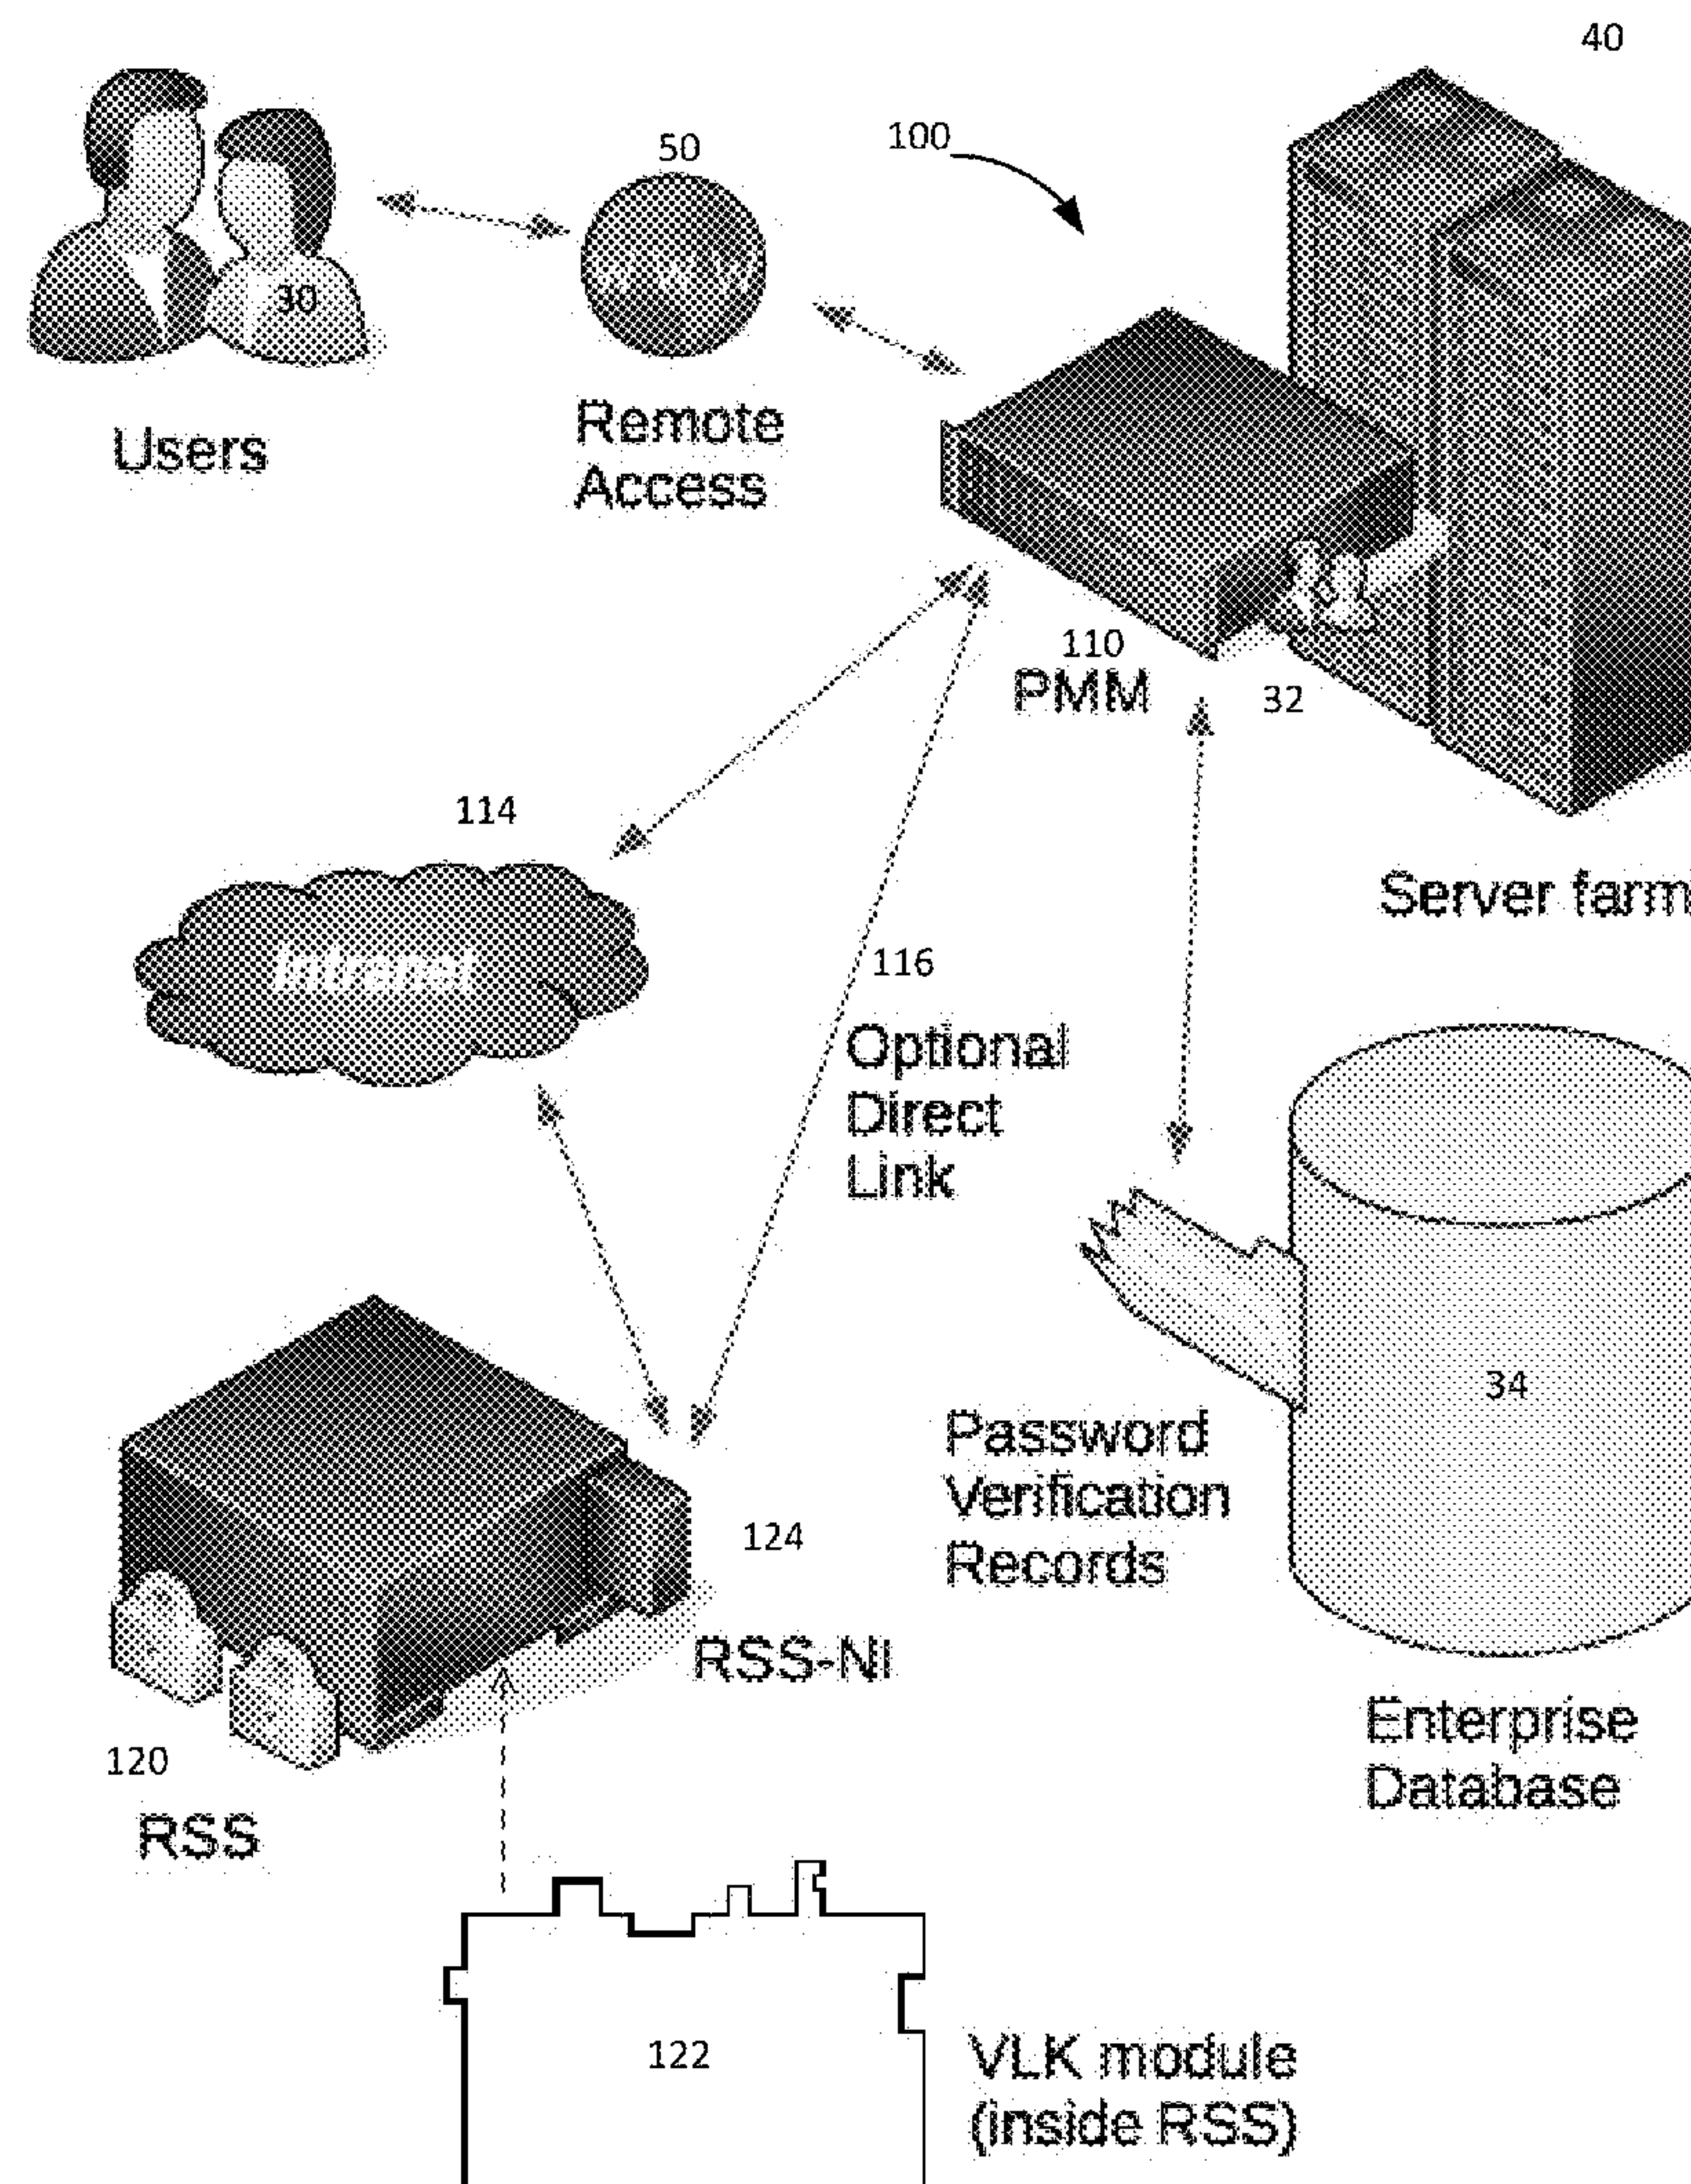 40
50
100
30
Users
Remote
Access
110
PMM
32
Server farm
114
Intranet
116
Optional
Direct
Link
34
Password
Verification
Records
124
RSS-NI
Enterprise
Database
120
RSS
122
VLK module
(inside RSS)